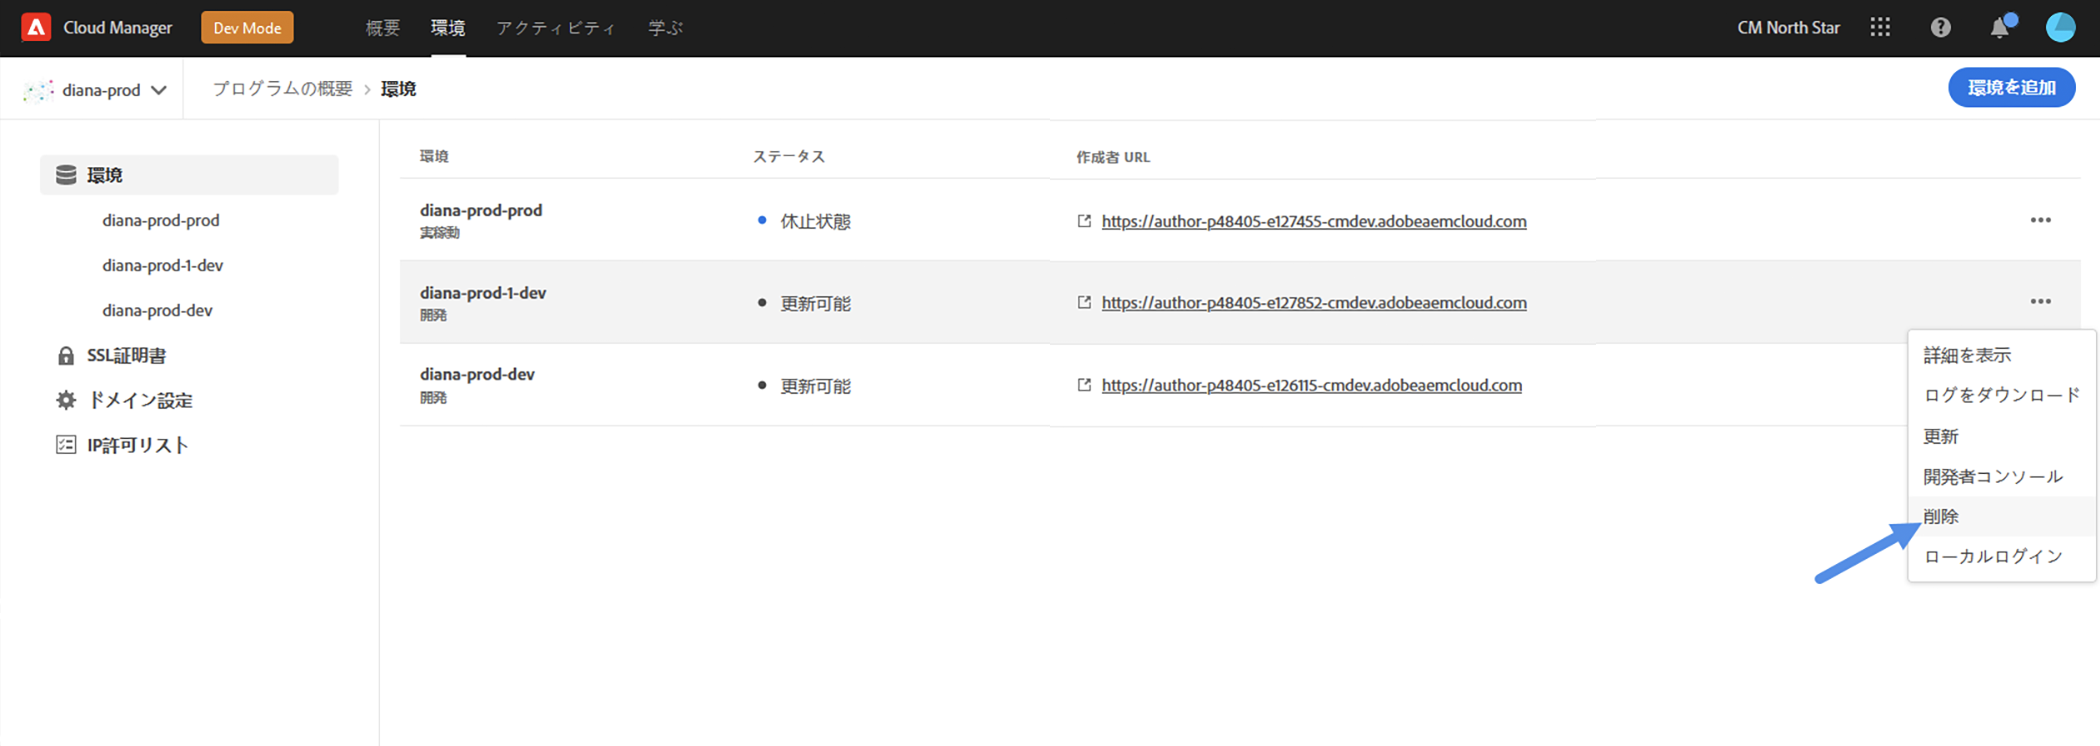 Cloud Manager Dev Mode 概要 環境 アクティビティ 学ぶ CM North Star
diana-prod プログラムの概要 › 環境 環境を追加
環境
diana-prod-prod
diana-prod-1-dev
diana-prod-dev
SSL証明書
ドメイン設定
IP許可リスト
環境 ステータス 作成者 URL
diana-prod-prod
実稼動
休止状態
https://author-p48405-e127455-cmdev.adobeaemcloud.com
diana-prod-1-dev
開発
更新可能
https://author-p48405-e127852-cmdev.adobeaemcloud.com
diana-prod-dev
開発
更新可能
https://author-p48405-e126115-cmdev.adobeaemcloud.com
詳細を表示
ログをダウンロード
更新
開発者コンソール
削除
ローカルログイン